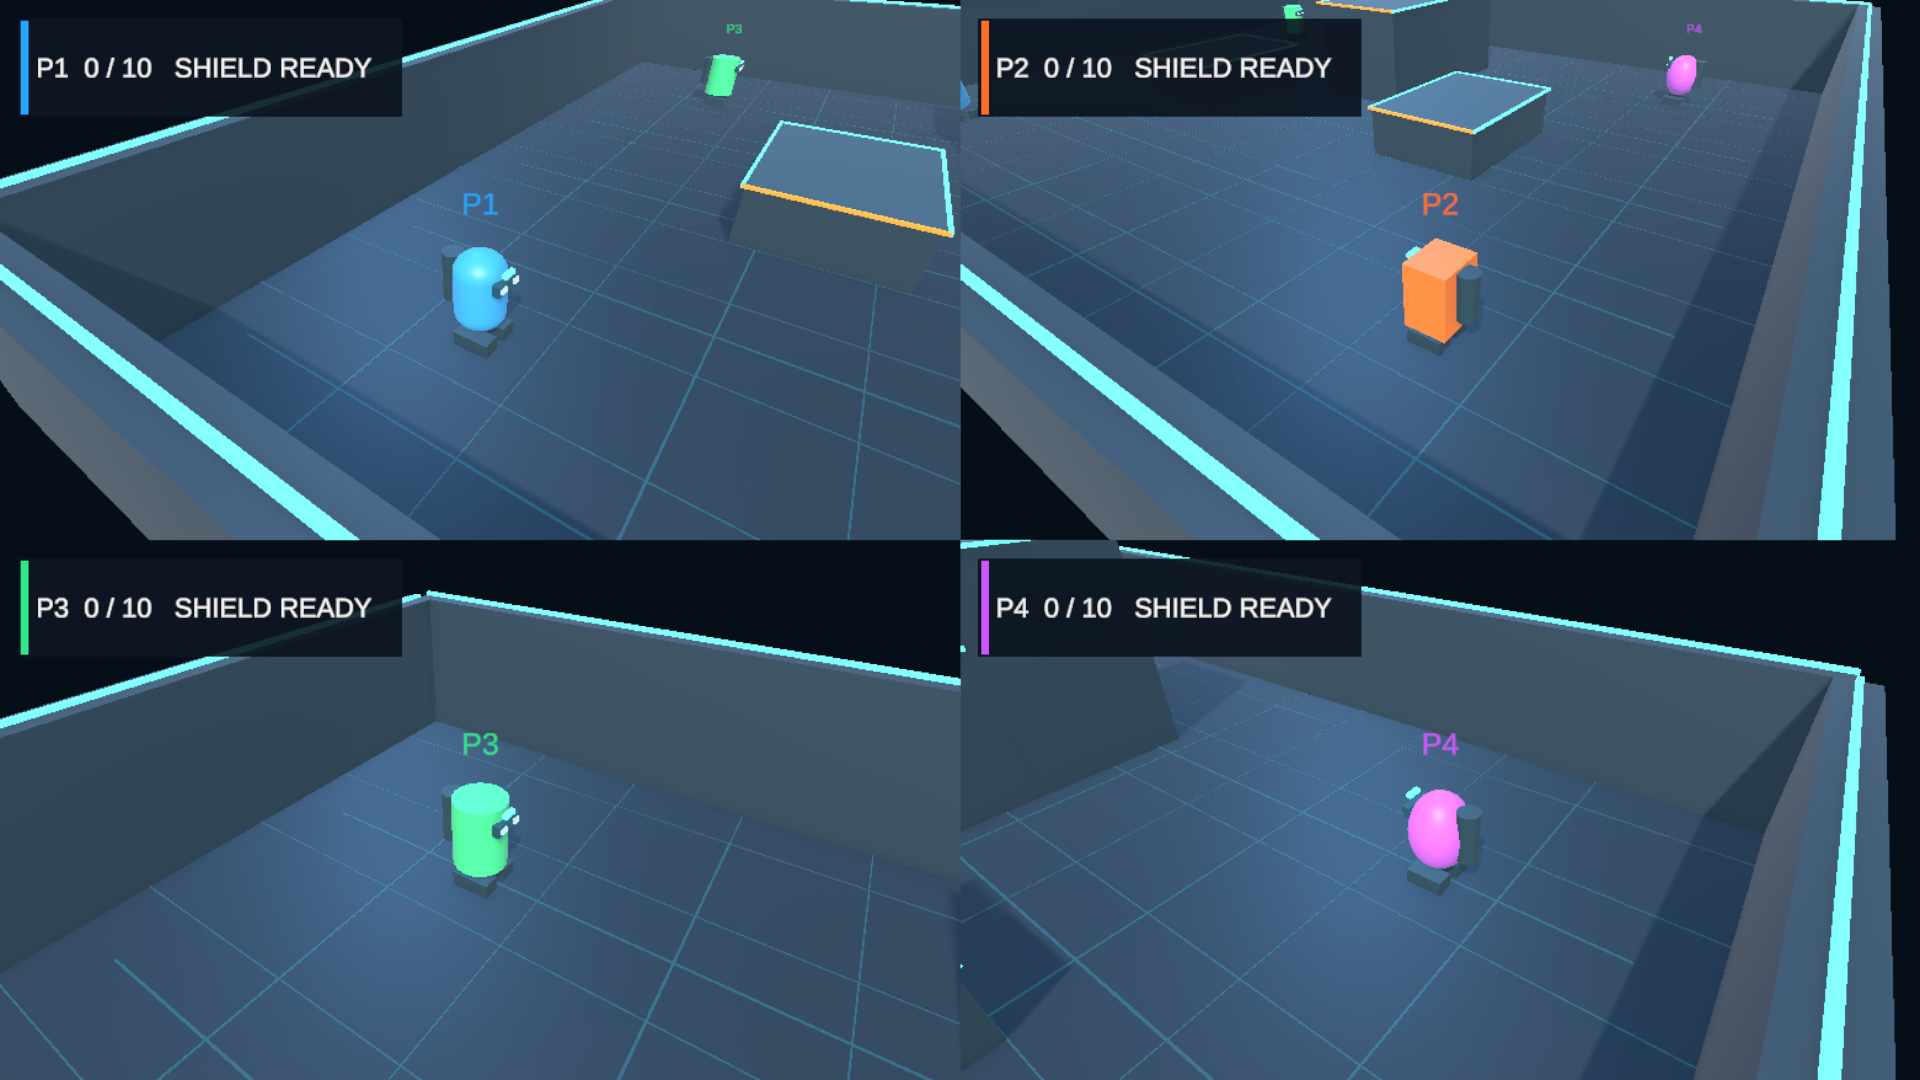 P1 0 / 10 SHIELD READY
P3
P1
P2 0 / 10 SHIELD READY
P4
P2
P3 0 / 10 SHIELD READY
P3
P4 0 / 10 SHIELD READY
P4